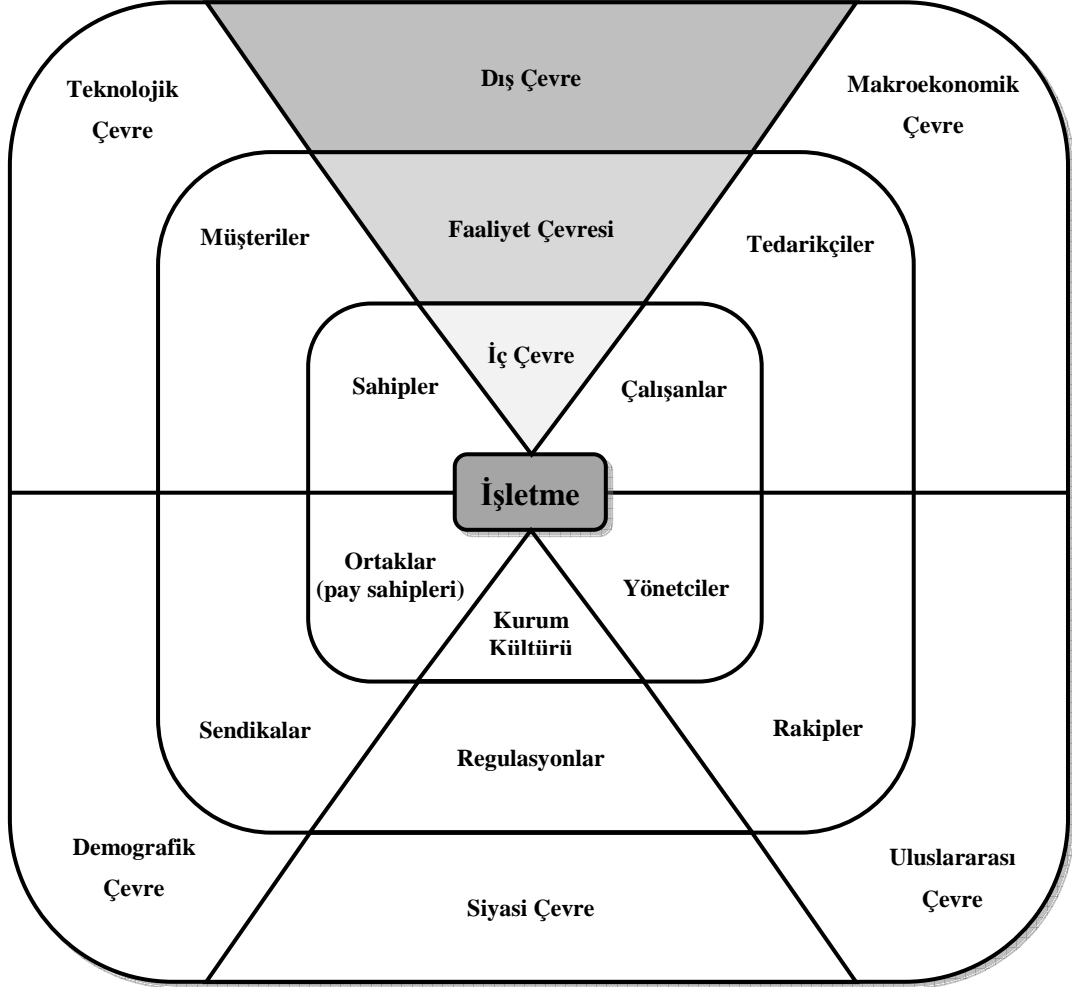 Dış Çevre
Teknolojik
Çevre
Makroekonomik
Çevre
Müşteriler
Faaliyet Çevresi
Tedarikçiler
İç Çevre
Sahipler
Çalışanlar
İşletme
Ortaklar
(pay sahipleri)
Yönetciler
Kurum
Kültürü
Sendikalar
Regulasyonlar
Rakipler
Demografik
Çevre
Siyasi Çevre
Uluslararası
Çevre